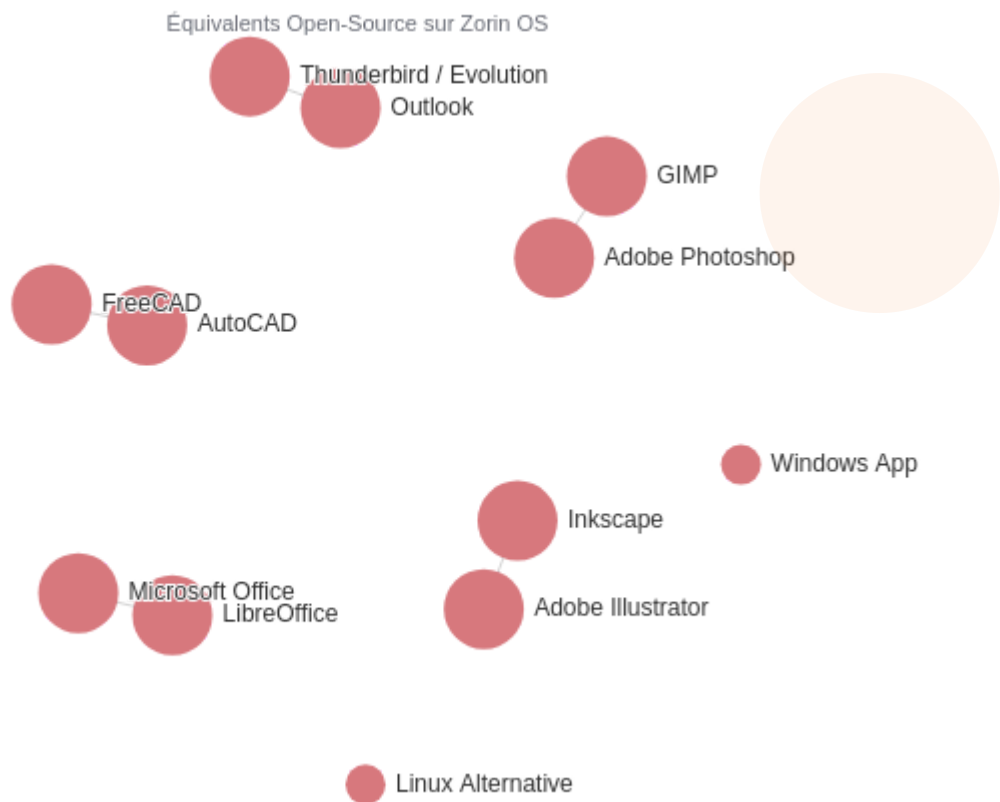 Équivalents Open-Source sur Zorin OS
Thunderbird / Evolution
Outlook
GIMP
Adobe Photoshop
FreeCAD
AutoCAD
Windows App
Inkscape
Microsoft Office
LibreOffice
Adobe Illustrator
Linux Alternative